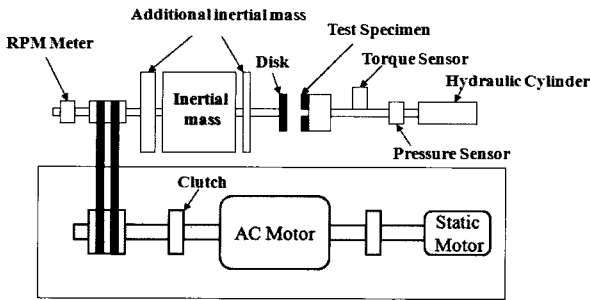 Additional inertial mass
RPM Meter
Test Specimen
Torque Sensor
Disk
Hydraulic Cylinder
Inertial
mass
Pressure Sensor
Clutch
AC Motor
Static
Motor